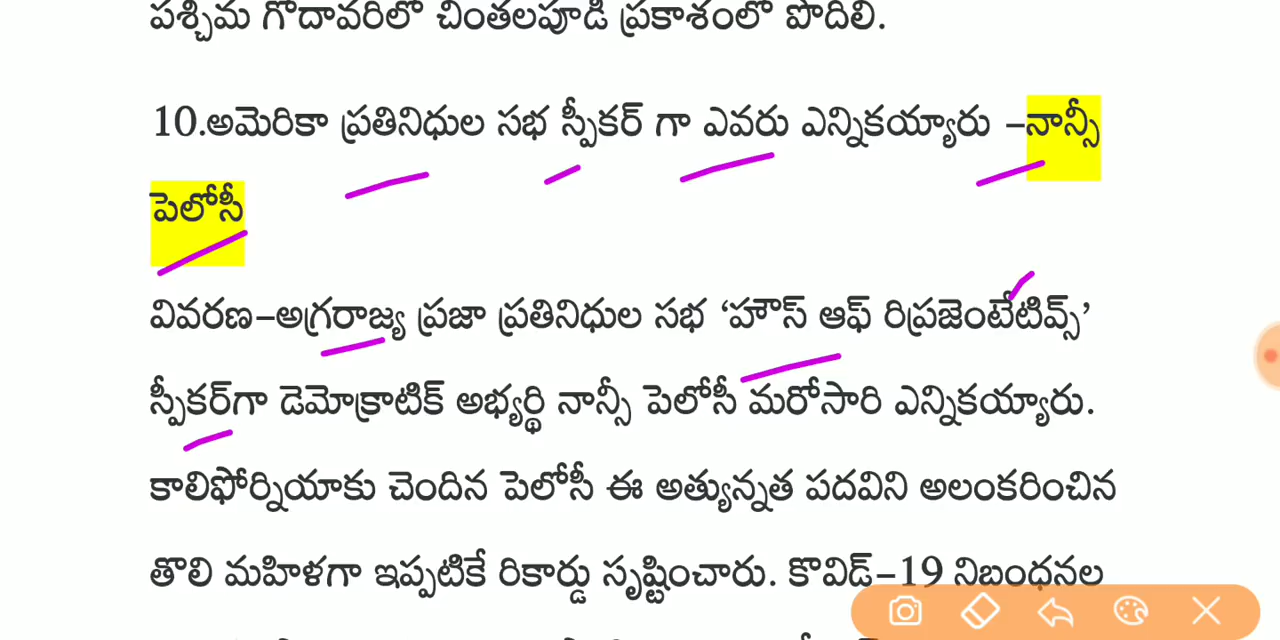 పశ్చిమ గోదావరిలో చింతలపూడి ప్రకాశంలో పొదిలి.
10.అమెరికా ప్రతినిధుల సభ స్పీకర్ గా ఎవరు ఎన్నికయ్యారు –నాన్సీ
పెలోసీ
వివరణ–అగ్రరాజ్య ప్రజా ప్రతినిధుల సభ ‘హౌస్ ఆఫ్ రిప్రజెంటేటివ్స్’
స్పీకర్‌గా డెమోక్రాటిక్ అభ్యర్థి నాన్సీ పెలోసీ మరోసారి ఎన్నికయ్యారు.
కాలిఫోర్నియాకు చెందిన పెలోసీ ఈ అత్యున్నత పదవిని అలంకరించిన
తొలి మహిళగా ఇప్పటికే రికార్డు సృష్టించారు. కొవిడ్–19 నిబంధనల